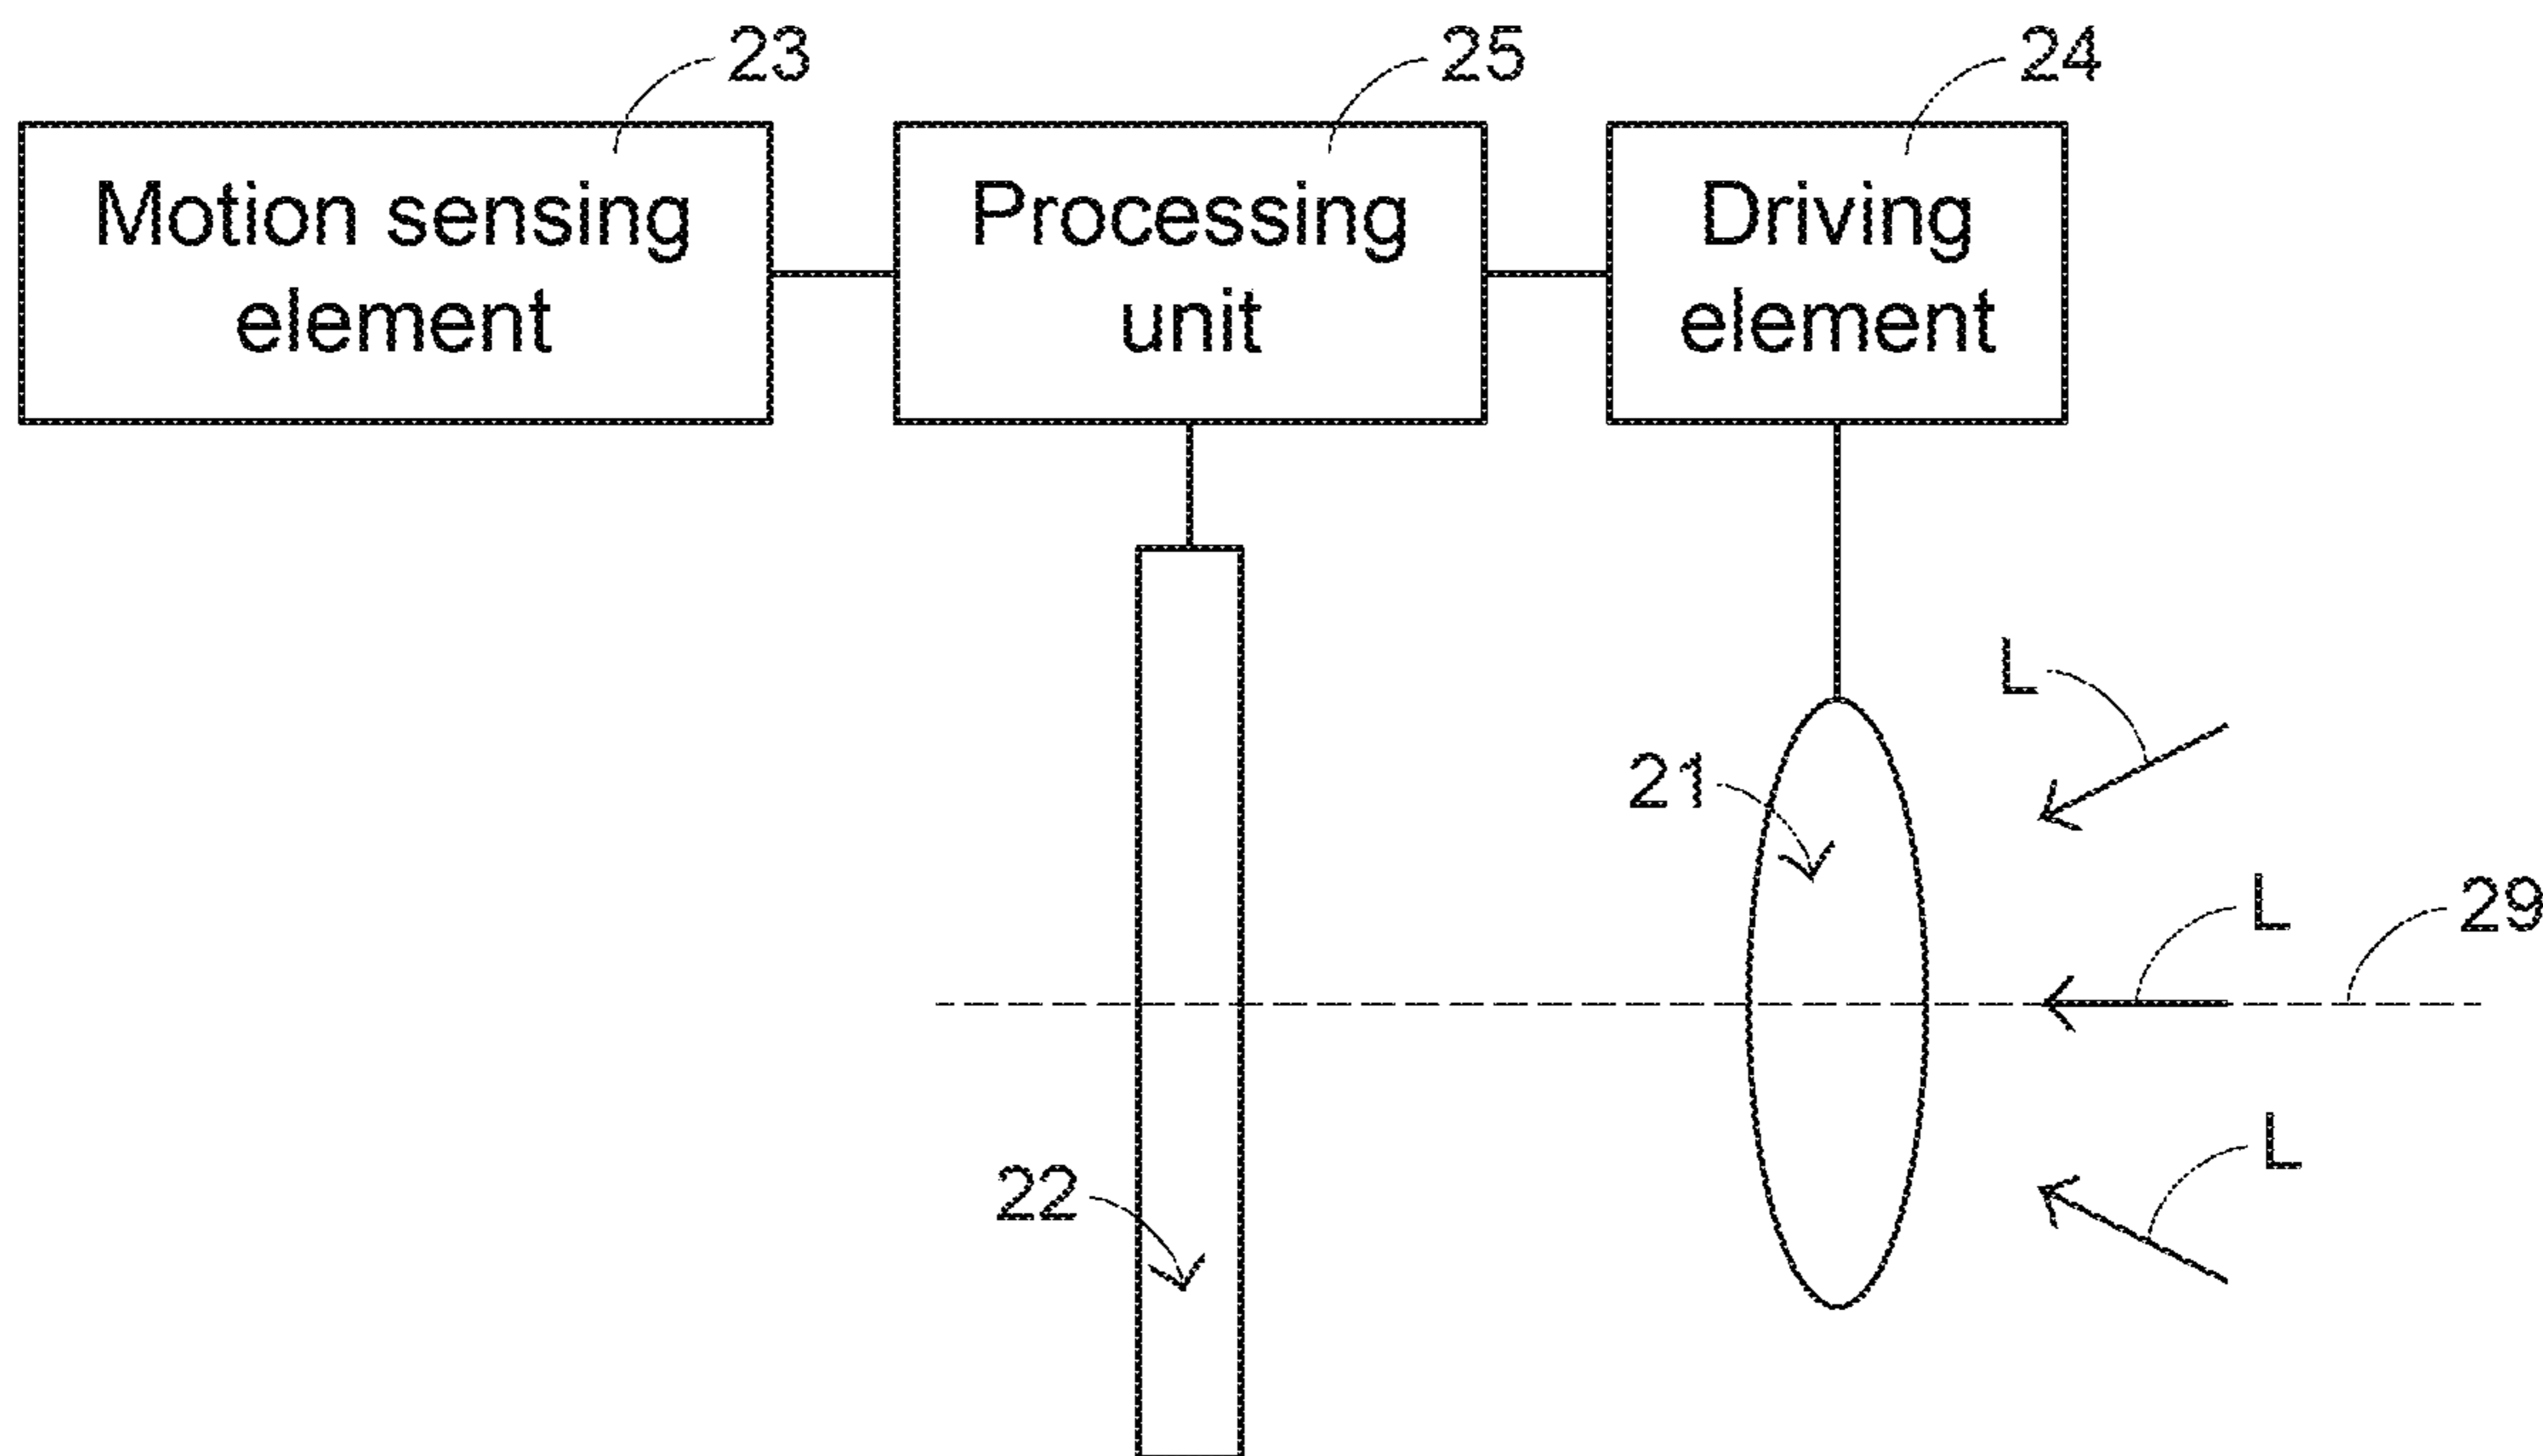 23
25
24
Motion sensing
element
Processing
unit
Driving
element
L
21
L
29
22
L